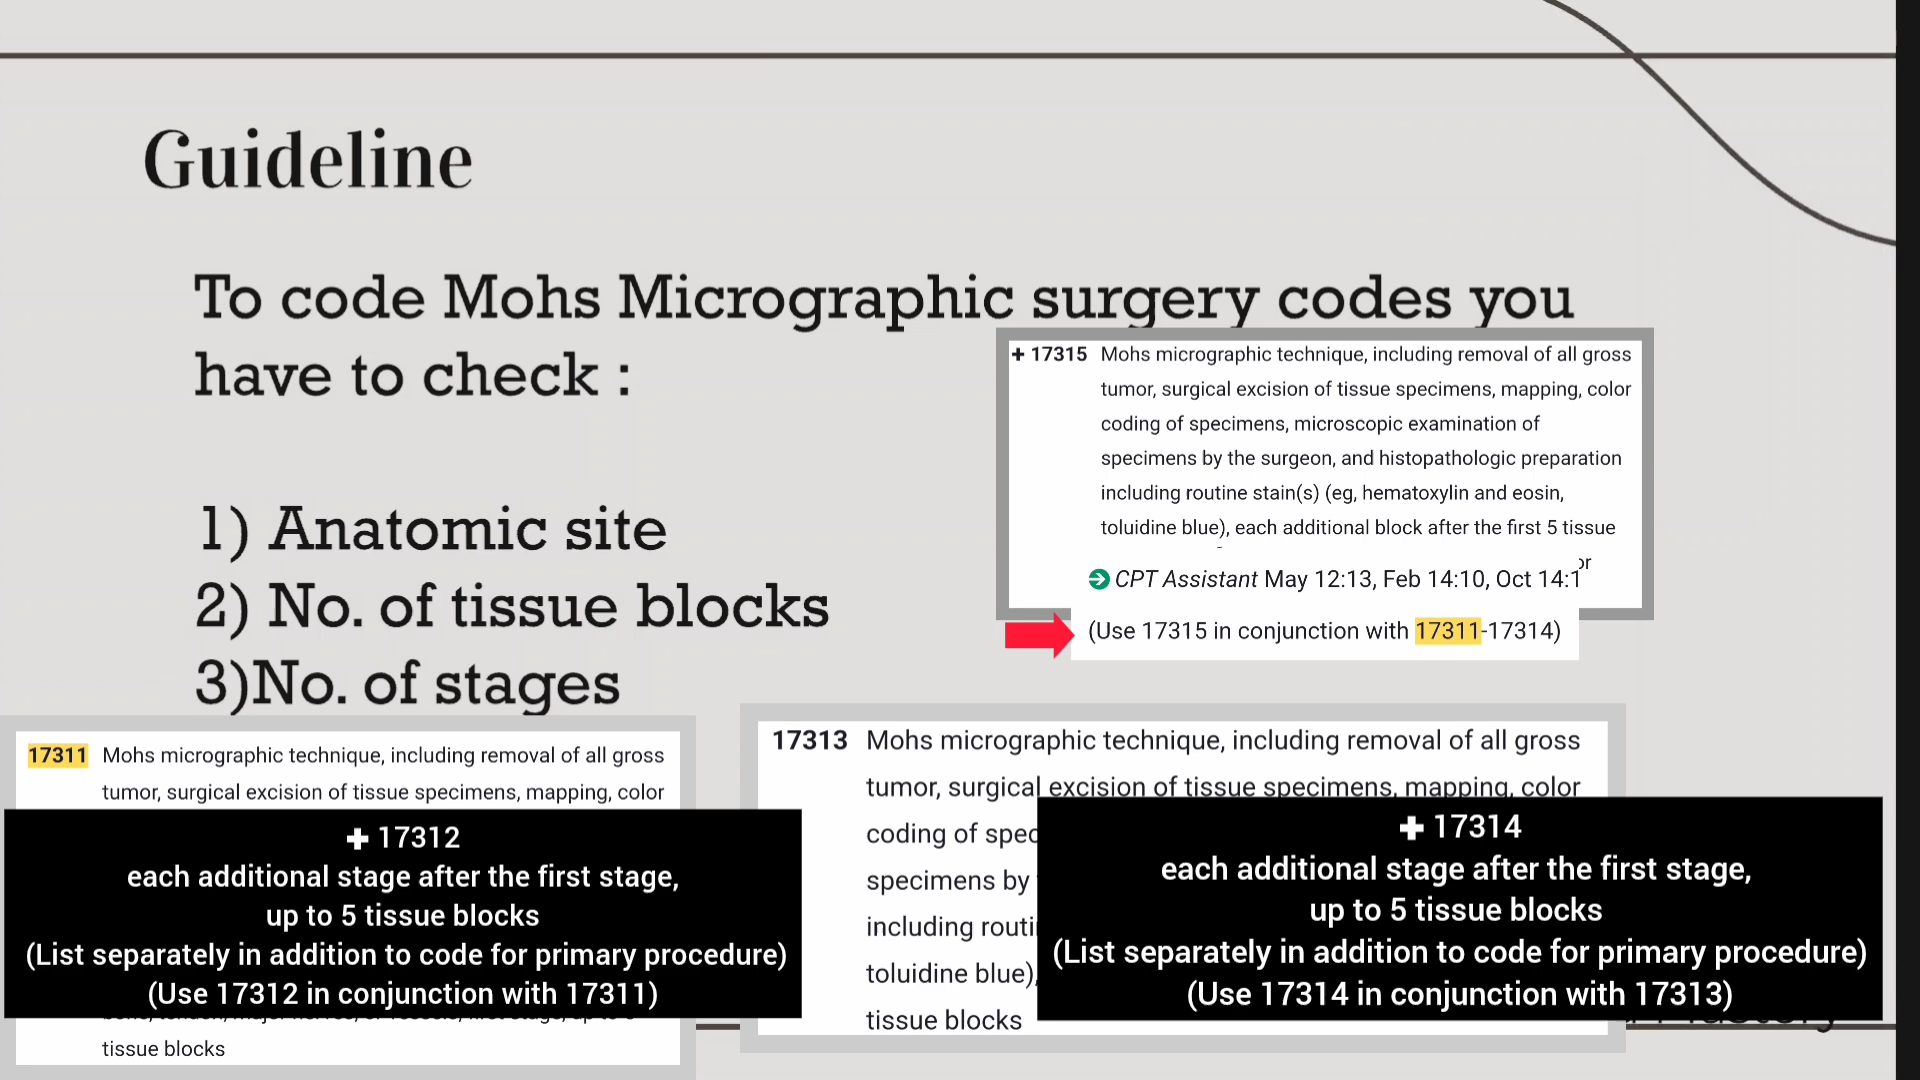 Guideline
To code Mohs Micrographic surgery codes you
have to check :
1) Anatomic site
2) No. of tissue blocks
3)No. of stages
+ 17315 Mohs micrographic technique, including removal of all gross
tumor, surgical excision of tissue specimens, mapping, color
coding of specimens, microscopic examination of
specimens by the surgeon, and histopathologic preparation
including routine stain(s) (eg, hematoxylin and eosin,
toluidine blue), each additional block after the first 5 tissue
CPT Assistant May 12:13, Feb 14:10, Oct 14:1
(Use 17315 in conjunction with 17311-17314)
17311 Mohs micrographic technique, including removal of all gross
tumor, surgical excision of tissue specimens, mapping, color
+ 17312
each additional stage after the first stage,
up to 5 tissue blocks
(List separately in addition to code for primary procedure)
(Use 17312 in conjunction with 17311)
tissue blocks
17313 Mohs micrographic technique, including removal of all gross
tumor, surgical excision of tissue specimens, mapping, color
coding of
specimens by
including
toluidine blue),
tissue blocks
+ 17314
each additional stage after the first stage,
up to 5 tissue blocks
(List separately in addition to code for primary procedure)
(Use 17314 in conjunction with 17313)